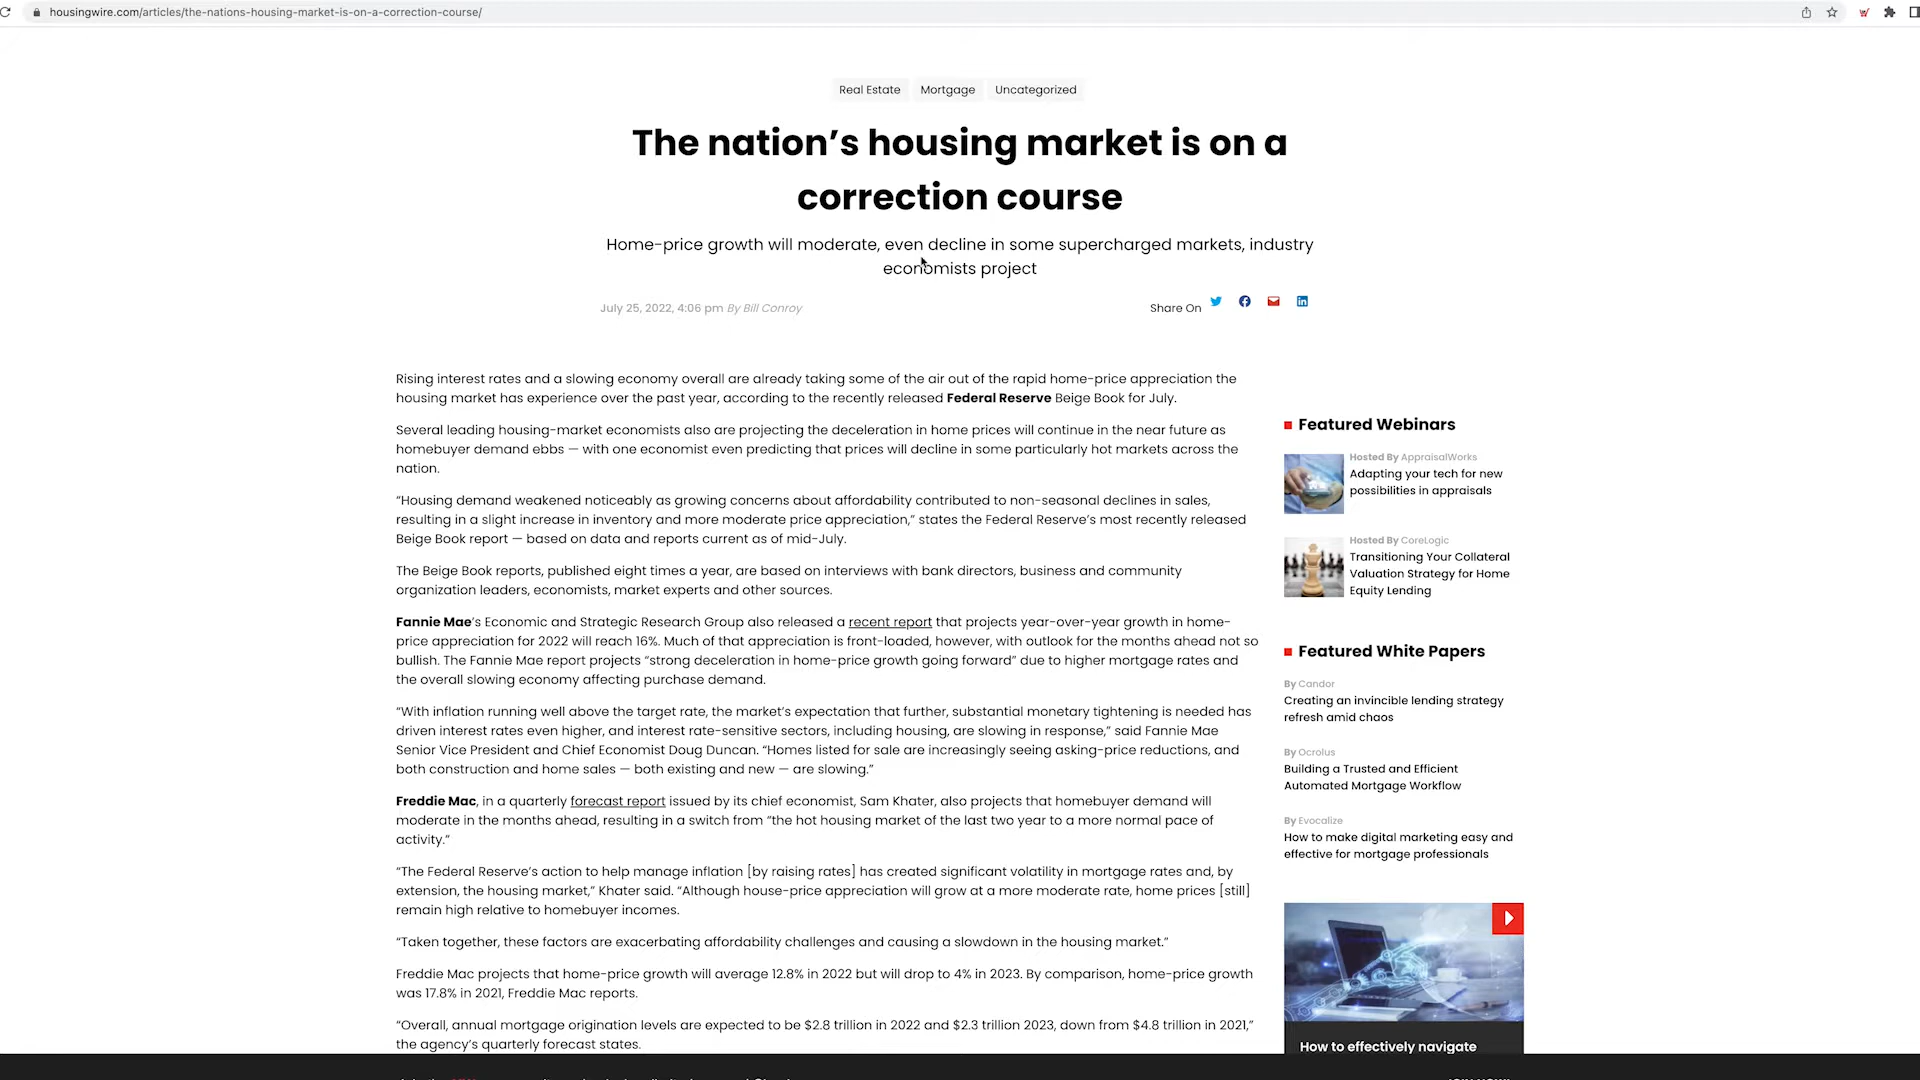 housingwire.com/articles/the-nations-housing-market-is-on-a-correction-course/
Real Estate Mortgage Uncategorized
The nation’s housing market is on a
correction course
Home-price growth will moderate, even decline in some supercharged markets, industry
economists project
July 25, 2022, 4:06 pm By Bill Conroy
Share On
Rising interest rates and a slowing economy overall are already taking some of the air out of the rapid home-price appreciation the
housing market has experience over the past year, according to the recently released Federal Reserve Beige Book for July.
Several leading housing-market economists also are projecting the deceleration in home prices will continue in the near future as
homebuyer demand ebbs — with one economist even predicting that prices will decline in some particularly hot markets across the
nation.
“Housing demand weakened noticeably as growing concerns about affordability contributed to non-seasonal declines in sales,
resulting in a slight increase in inventory and more moderate price appreciation,” states the Federal Reserve’s most recently released
Beige Book report — based on data and reports current as of mid-July.
The Beige Book reports, published eight times a year, are based on interviews with bank directors, business and community
organization leaders, economists, market experts and other sources.
Fannie Mae’s Economic and Strategic Research Group also released a recent report that projects year-over-year growth in home-
price appreciation for 2022 will reach 16%. Much of that appreciation is front-loaded, however, with outlook for the months ahead not so
bullish. The Fannie Mae report projects “strong deceleration in home-price growth going forward” due to higher mortgage rates and
the overall slowing economy affecting purchase demand.
“With inflation running well above the target rate, the market’s expectation that further, substantial monetary tightening is needed has
driven interest rates even higher, and interest rate-sensitive sectors, including housing, are slowing in response,” said Fannie Mae
Senior Vice President and Chief Economist Doug Duncan. “Homes listed for sale are increasingly seeing asking-price reductions, and
both construction and home sales — both existing and new — are slowing.”
Freddie Mac, in a quarterly forecast report issued by its chief economist, Sam Khater, also projects that homebuyer demand will
moderate in the months ahead, resulting in a switch from “the hot housing market of the last two year to a more normal pace of
activity.”
“The Federal Reserve’s action to help manage inflation [by raising rates] has created significant volatility in mortgage rates and, by
extension, the housing market,” Khater said. “Although house-price appreciation will grow at a more moderate rate, home prices [still]
remain high relative to homebuyer incomes.
“Taken together, these factors are exacerbating affordability challenges and causing a slowdown in the housing market.”
Freddie Mac projects that home-price growth will average 12.8% in 2022 but will drop to 4% in 2023. By comparison, home-price growth
was 17.8% in 2021, Freddie Mac reports.
“Overall, annual mortgage origination levels are expected to be $2.8 trillion in 2022 and $2.3 trillion 2023, down from $4.8 trillion in 2021,”
the agency’s quarterly forecast states.
Featured Webinars
Hosted By AppraisalWorks
Adapting your tech for new
possibilities in appraisals
Hosted By CoreLogic
Transitioning Your Collateral
Valuation Strategy for Home
Equity Lending
Featured White Papers
By Candor
Creating an invincible lending strategy
refresh amid chaos
By Ocrolus
Building a Trusted and Efficient
Automated Mortgage Workflow
By Evocalize
How to make digital marketing easy and
effective for mortgage professionals
How to effectively navigate